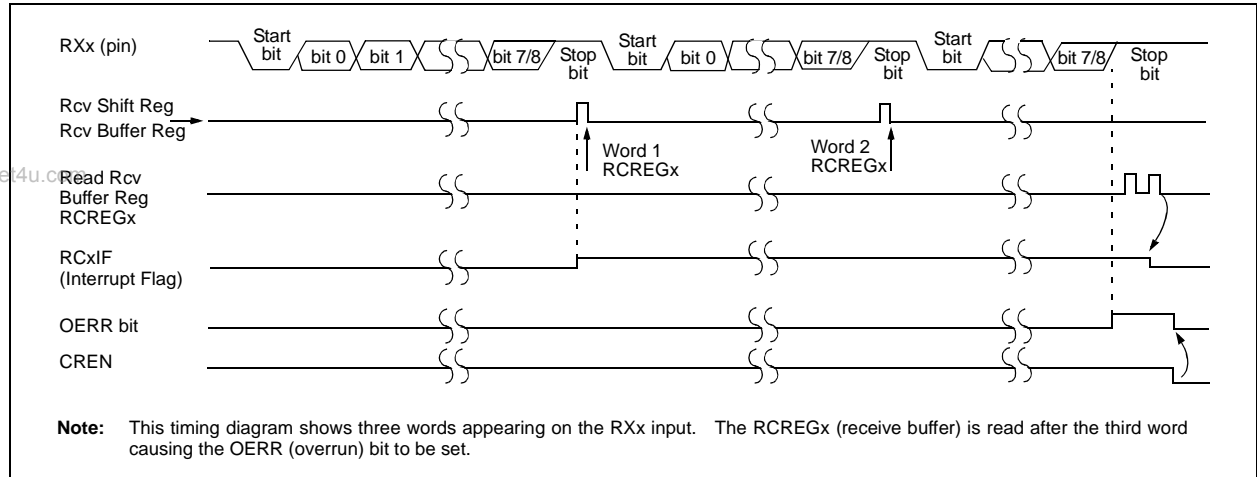 RXx (pin)
Start bit
bit 0
bit 1
bit 7/8
Stop bit
Start bit
bit 0
bit 7/8
Stop bit
Start bit
bit 7/8
Stop bit
Rcv Shift Reg
Rcv Buffer Reg
Word 1
RCREGx
Word 2
RCREGx
et4u.com
Read Rcv
Buffer Reg
RCREGx
RCxIF
(Interrupt Flag)
OERR bit
CREN
Note: This timing diagram shows three words appearing on the RXx input. The RCREGx (receive buffer) is read after the third word
causing the OERR (overrun) bit to be set.